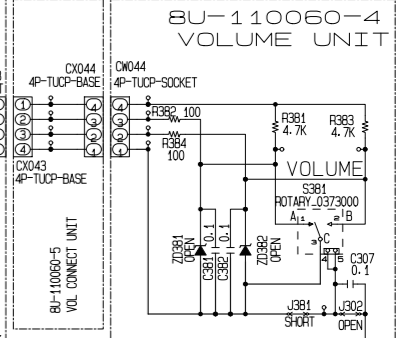 8U-110060-4
VOLUME UNIT
CX044
4P-TUCP-BASE
CW044
4P-TUCP-SOCKET
1
2
3
4
4
3
2
1
4
3
2
1
CX043
4P-TUCP-BASE
R382 100
R384
100
R381
4.7K
R383
4.7K
VOLUME
S381
ROTARY_0373000
A 1
2 B
3 C
4
5
ZD381
OPEN
C381 0.1
C382 0.1
ZD382
OPEN
C307
0.1
J381
SHORT
J302
OPEN
8U-110060-5
VOL CONNECT UNIT